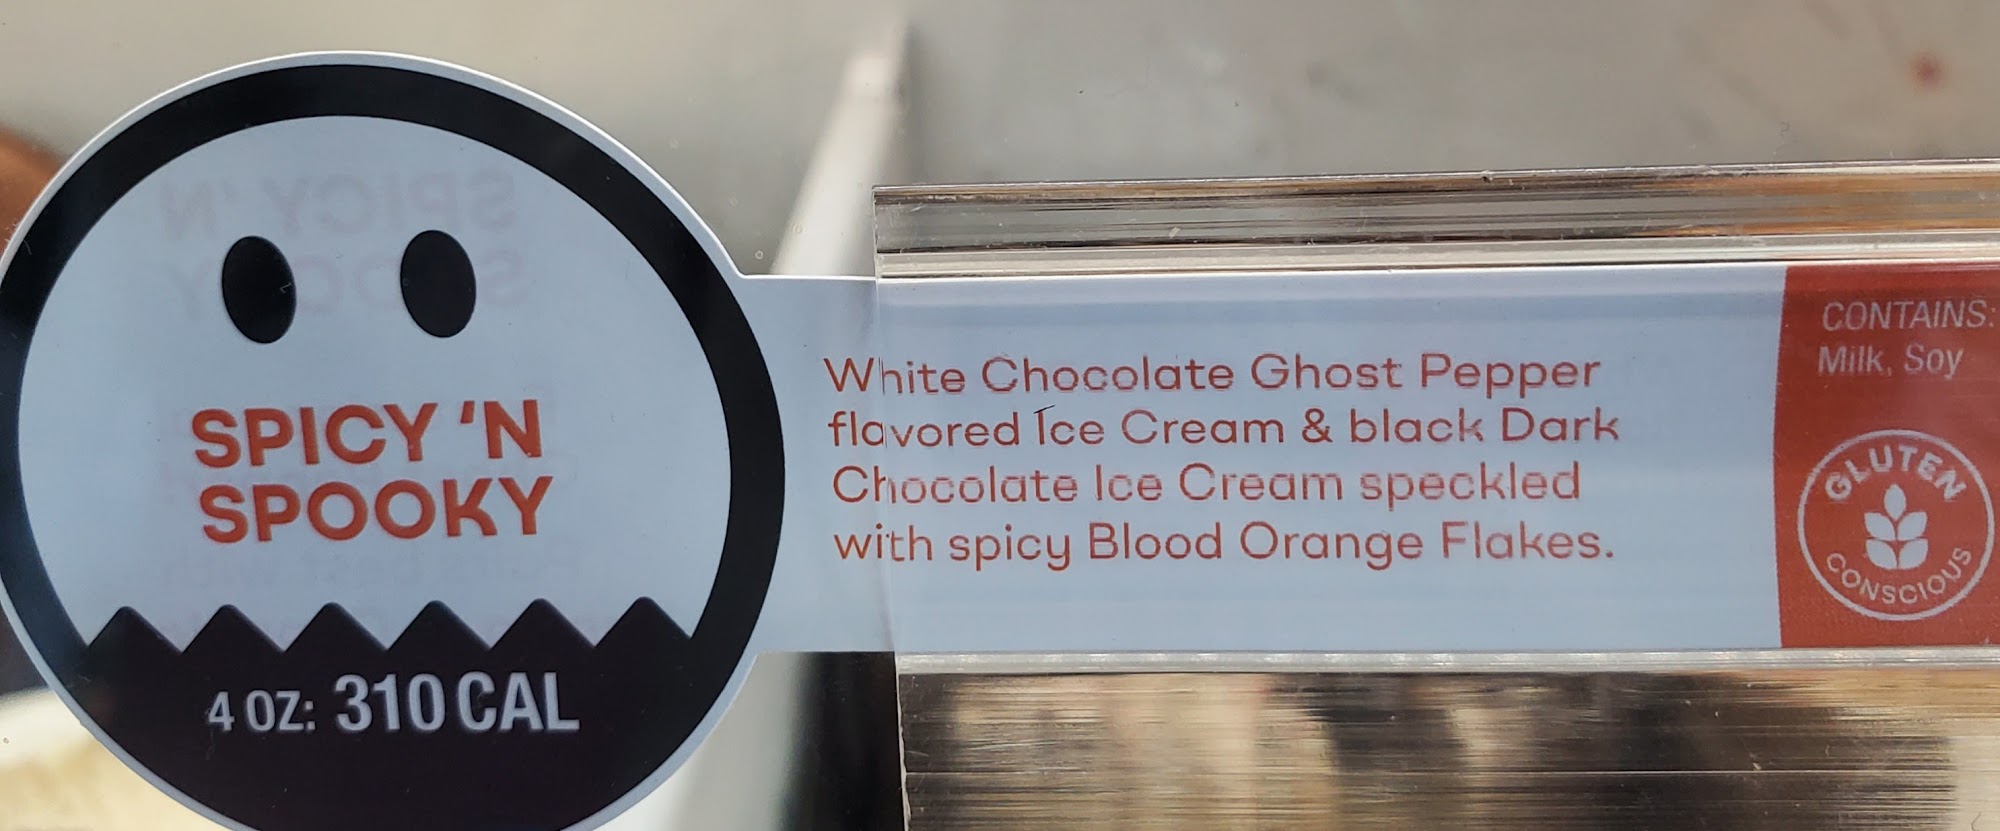 SPICY 'N
SPOOKY
4 OZ: 310 CAL
White Chocolate Ghost Pepper
flavored Ice Cream & black Dark
Chocolate Ice Cream speckled
with spicy Blood Orange Flakes.
CONTAINS:
Milk, Soy
GLUTEN
CONSCIOUS